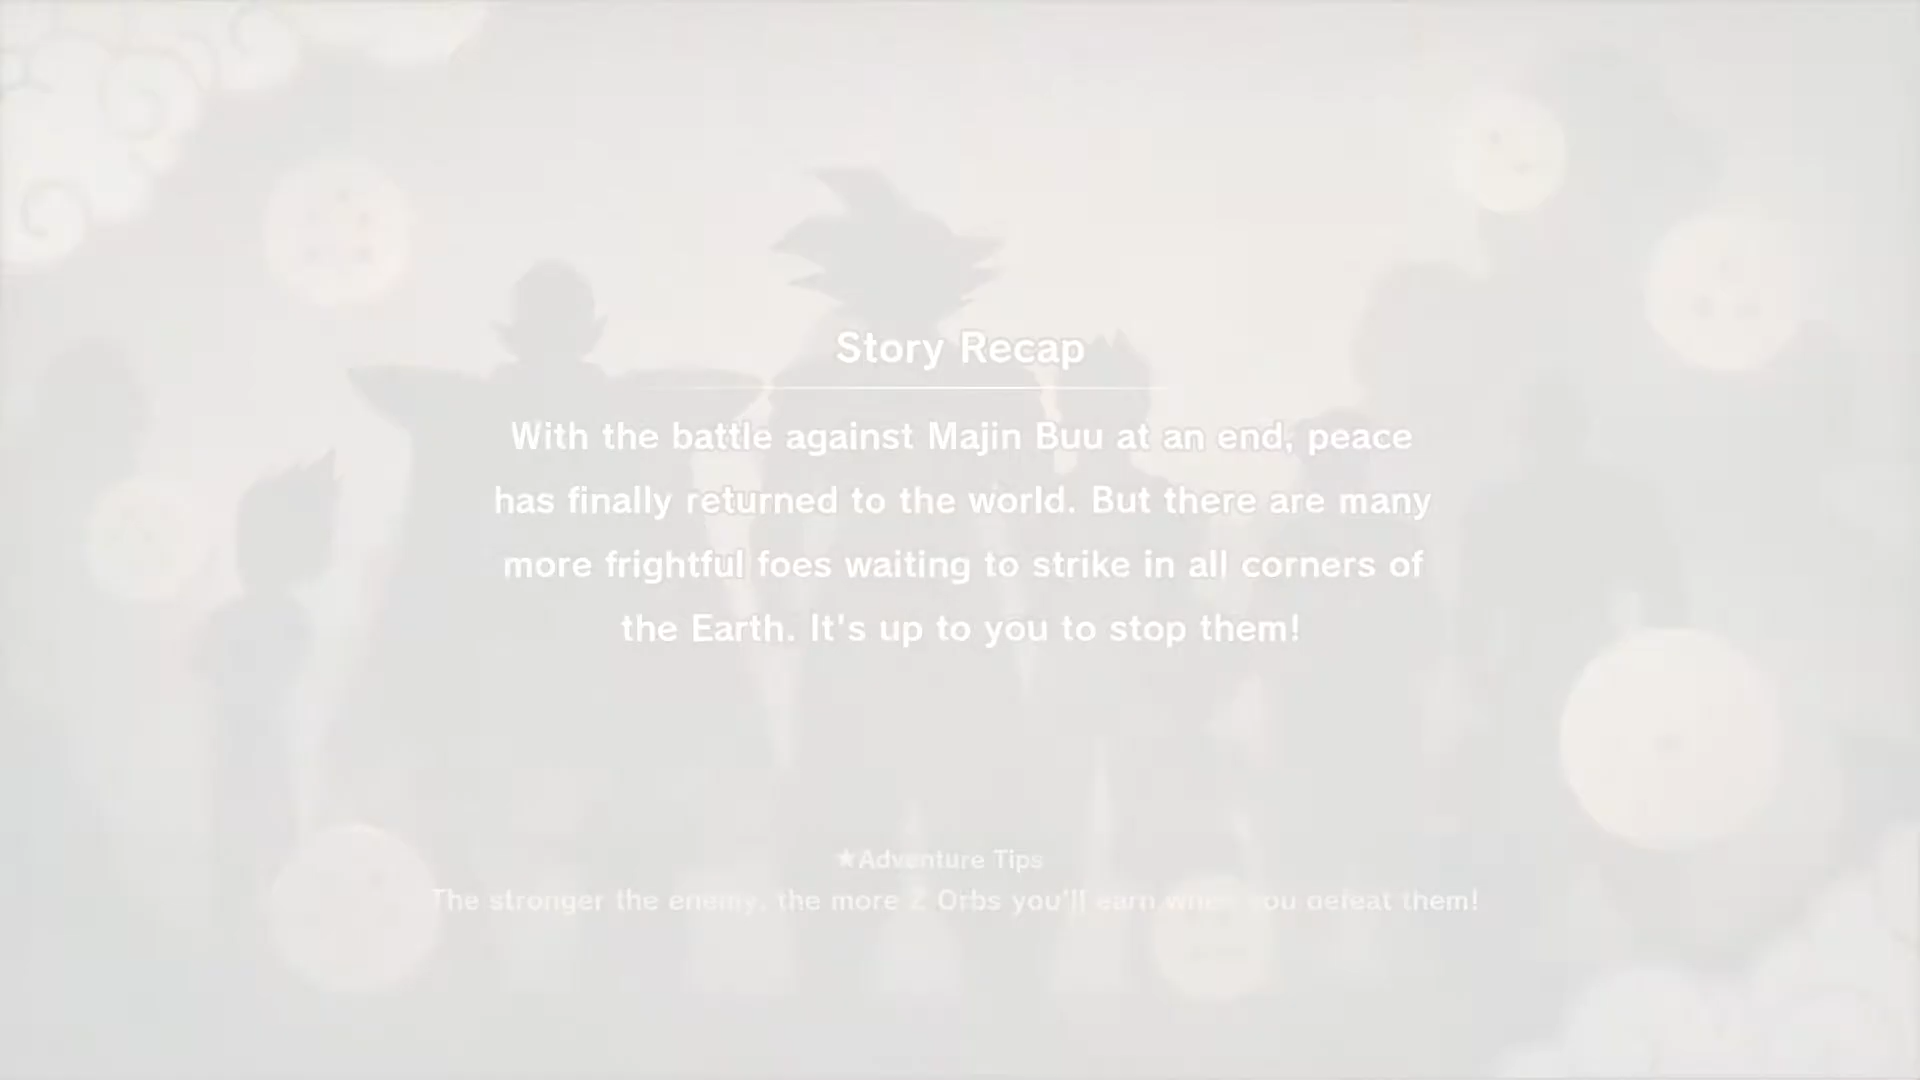 Story Recap
With the battle against Majin Buu at an end, peace
has finally returned to the world. But there are many
more frightful foes waiting to strike in all corners of
the Earth. It's up to you to stop them!
★Adventure Tips
The stronger the enemy, the more Z Orbs you'll earn when you defeat them!